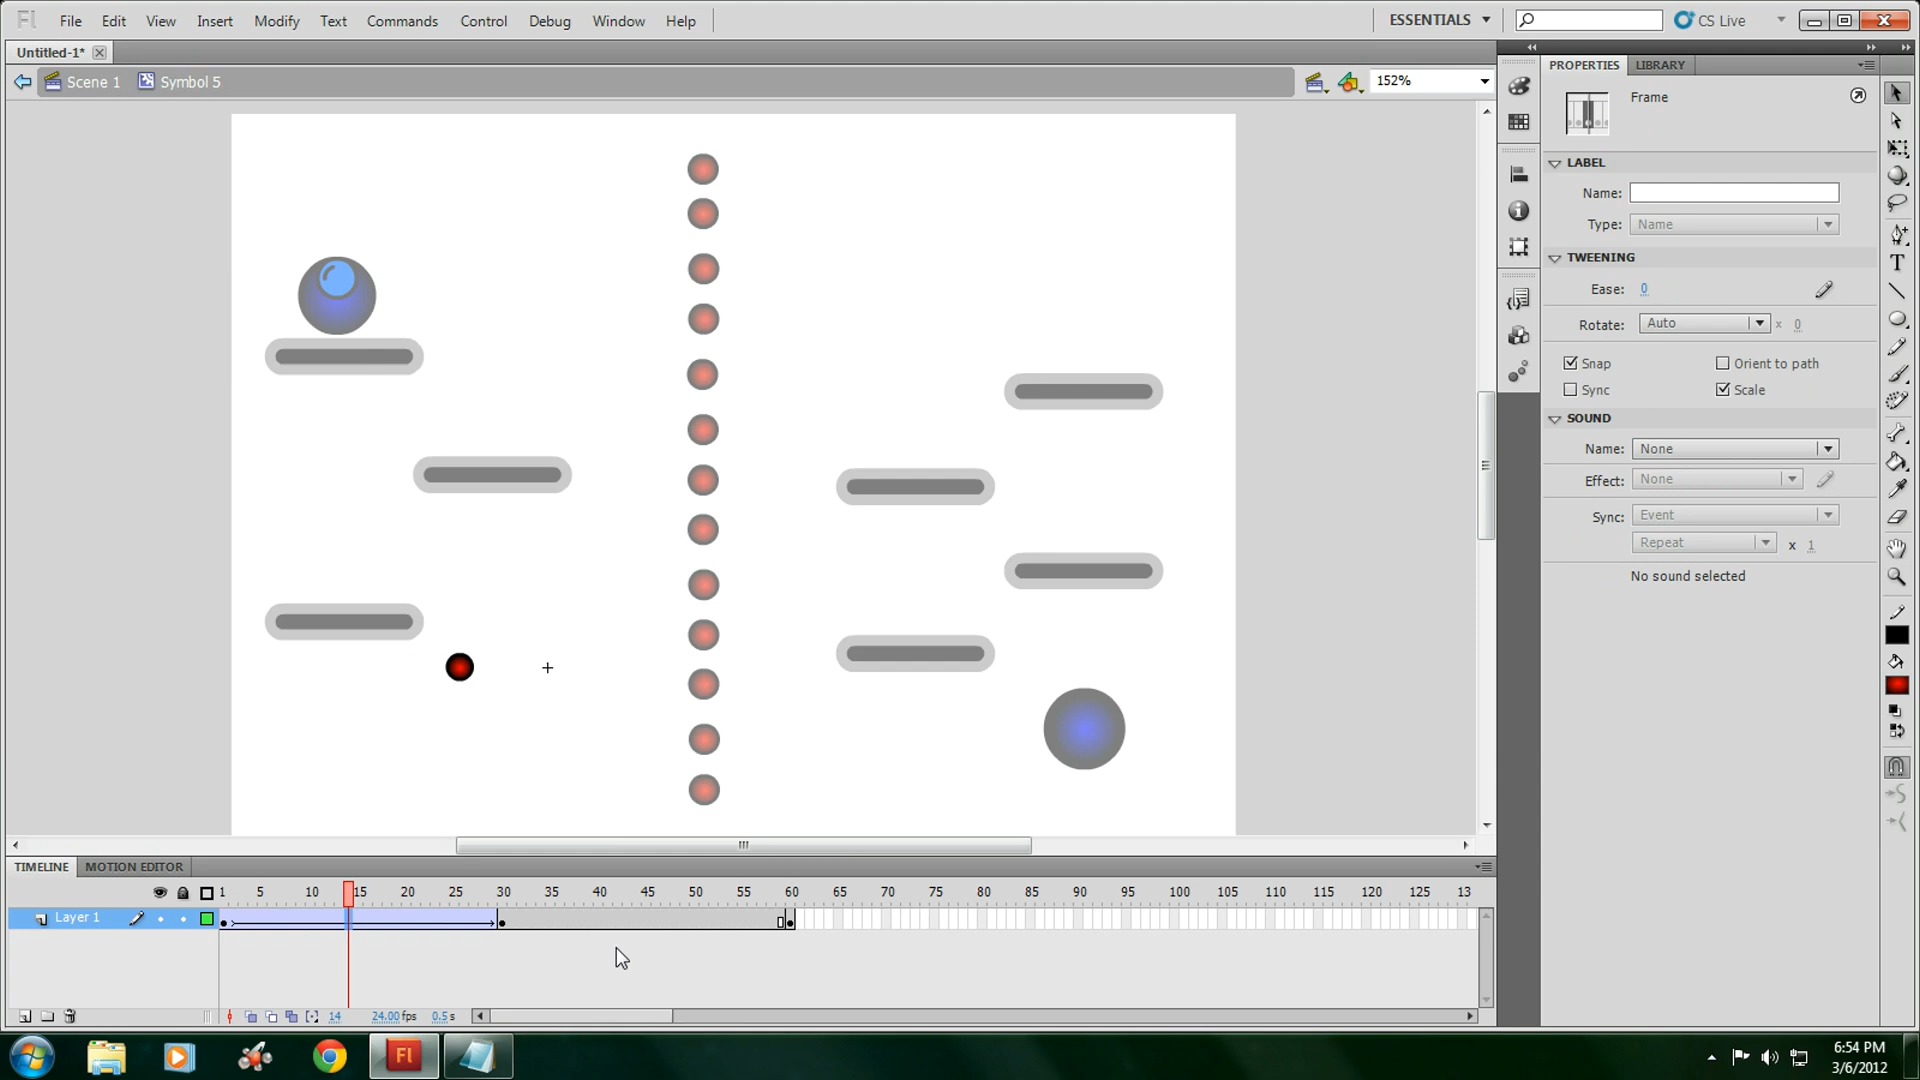 Fl File Edit View Insert Modify Text Commands Control Debug Window Help ESSENTIALS CS Live
Untitled-1*
Scene 1 Symbol 5 152%
PROPERTIES LIBRARY
Frame
LABEL
Name:
Type: Name
TWEENING
Ease: 0
Rotate: Auto x 0
Snap Orient to path
Sync Scale
SOUND
Name: None
Effect: None
Sync: Event
Repeat x 1
No sound selected
TIMELINE MOTION EDITOR
1 5 10 15 20 25 30 35 40 45 50 55 60 65 70 75 80 85 90 95 100 105 110 115 120 125 13
Layer 1
14 24.00 fps 0.5 s
Fl
6:54 PM
3/6/2012